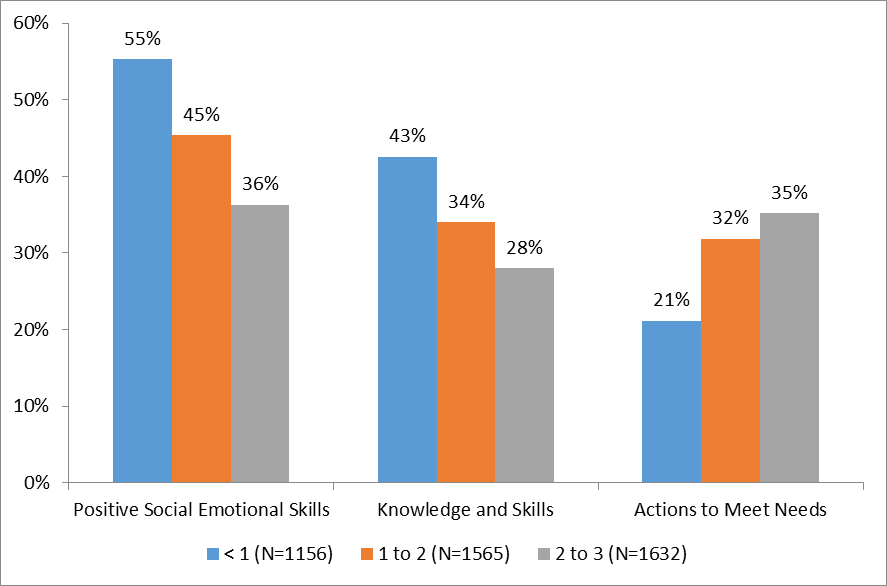 60%
50%
40%
30%
20%
10%
0%
55%
45%
36%
43%
34%
28%
21%
32%
35%
Positive Social Emotional Skills
Knowledge and Skills
Actions to Meet Needs
< 1 (N=1156)
1 to 2 (N=1565)
2 to 3 (N=1632)